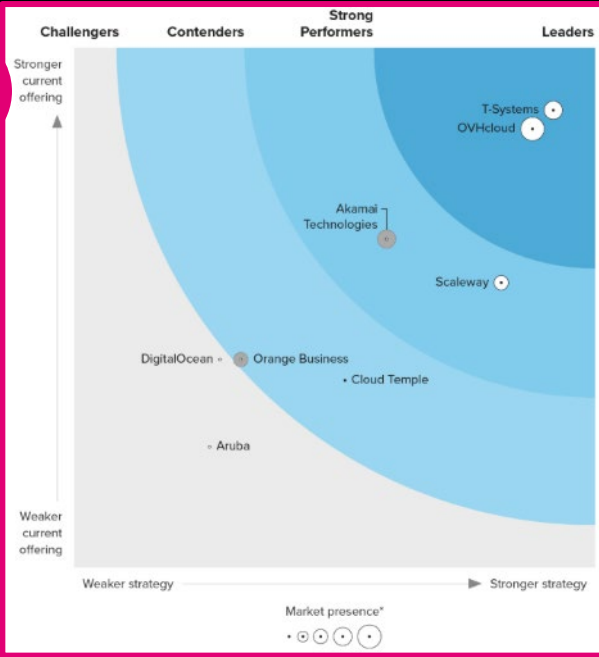 Challengers
Contenders
Strong
Performers
Leaders
Stronger
current
offering
T-Systems
OVHcloud
Akamai
Technologies
Scaleway
DigitalOcean
Orange Business
Cloud Temple
Aruba
Weaker
current
offering
Weaker strategy
Stronger strategy
Market presence*